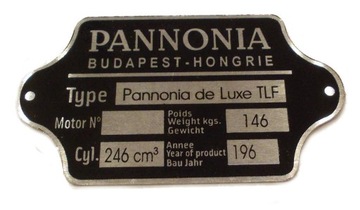 PANNONIA
BUDAPEST-HONGRIE
Type Pannonia de Luxe TLF
Motor Nº
Poids
Weight kgs. 146
Gewicht
Cyl. 246 cm³
Annee
Year of product 196
Bau Jahr